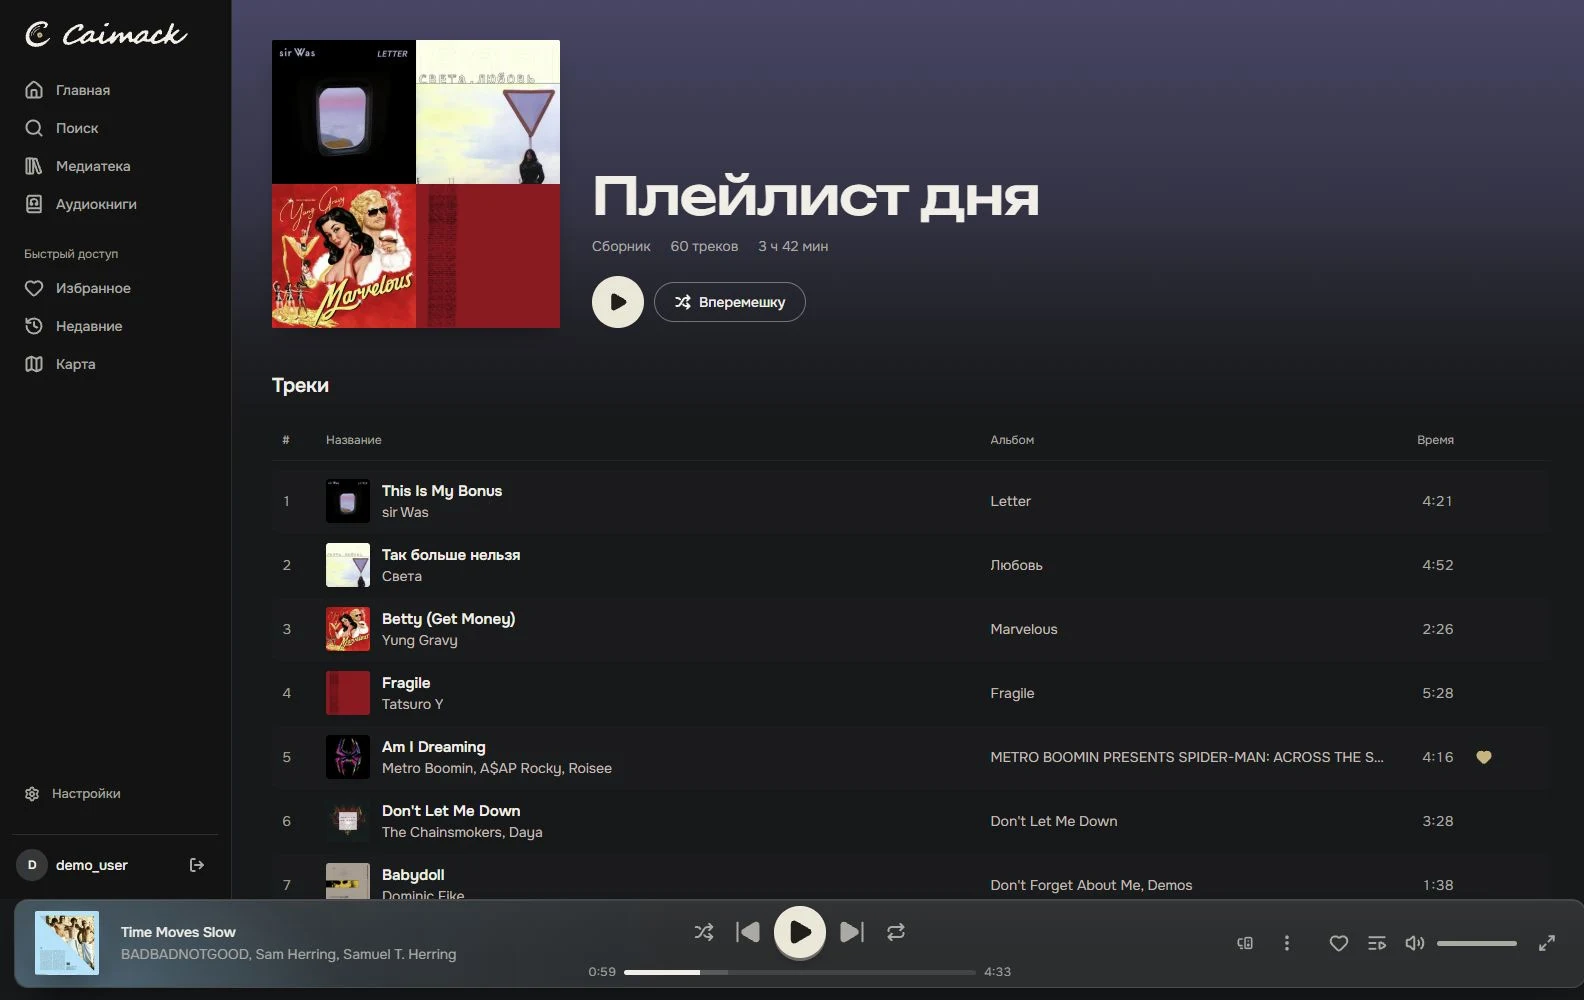 Caimack
Главная
Поиск
Медиатека
Аудиокниги
Быстрый доступ
Избранное
Недавние
Карта
Настройки
D demo_user
sir Was LETTER
СВЕТА.ЛЮБОВЬ
Yung Gravy
Marvelous
Плейлист дня
Сборник 60 треков 3 ч 42 мин
Вперемешку
Треки
# Название Альбом Время
1 This Is My Bonus Letter 4:21
sir Was
2 Так больше нельзя Любовь 4:52
Света
3 Betty (Get Money) Marvelous 2:26
Yung Gravy
4 Fragile Fragile 5:28
Tatsuro Y
5 Am I Dreaming METRO BOOMIN PRESENTS SPIDER-MAN: ACROSS THE S... 4:16
Metro Boomin, A$AP Rocky, Roisee
6 Don't Let Me Down Don't Let Me Down 3:28
The Chainsmokers, Daya
7 Babydoll Don't Forget About Me, Demos 1:38
Dominic Fike
Time Moves Slow
BADBADNOTGOOD, Sam Herring, Samuel T. Herring
0:59 4:33